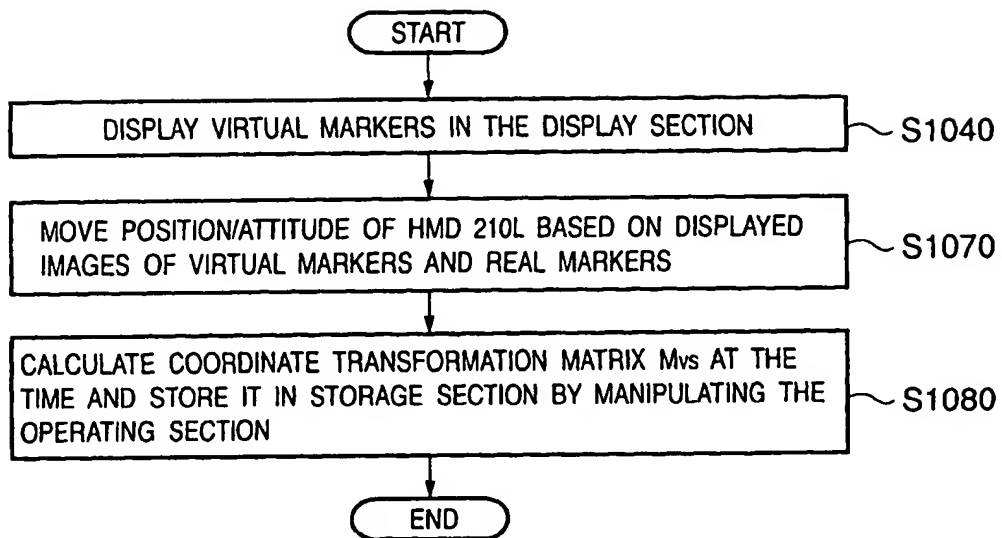 START
DISPLAY VIRTUAL MARKERS IN THE DISPLAY SECTION
S1040
MOVE POSITION/ATTITUDE OF HMD 210L BASED ON DISPLAYED
IMAGES OF VIRTUAL MARKERS AND REAL MARKERS
S1070
CALCULATE COORDINATE TRANSFORMATION MATRIX Mvs AT THE
TIME AND STORE IT IN STORAGE SECTION BY MANIPULATING THE
OPERATING SECTION
S1080
END